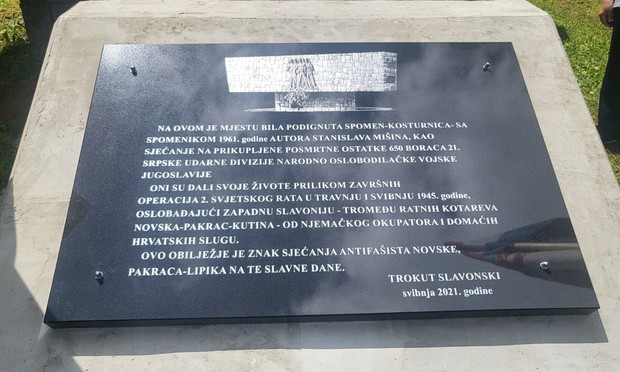 NA OVOM JE MJESTU BILA PODIGNUTA SPOMEN-KOSTURNICA- SA
SPOMENIKOM 1961. godine AUTORA STANISLAVA MIŠINA, KAO
SJEĆANJE NA PRIKUPLJENE POSMRTNE OSTATKE 650 BORACA 21.
SRPSKE UDARNE DIVIZIJE NARODNO OSLOBODILAČKE VOJSKE
JUGOSLAVIJE
ONI SU DALI SVOJE ŽIVOTE PRILIKOM ZAVRŠNIH
OPERACIJA 2. SVJETSKOG RATA U TRAVNJU I SVIBNJU 1945. godine,
OSLOBAĐAJUĆI ZAPADNU SLAVONIJU - TROMEĐU RATNIH KOTAREVA
NOVSKA-PAKRAC-KUTINA - OD NJEMAČKOG OKUPATORA I DOMAĆIH
HRVATSKIH SLUGU.
OVO OBILJEŽJE JE ZNAK SJEĆANJA ANTIFAŠISTA NOVSKE,
PAKRACA-LIPIKA NA TE SLAVNE DANE.
TROKUT SLAVONSKI
svibnja 2021. godine